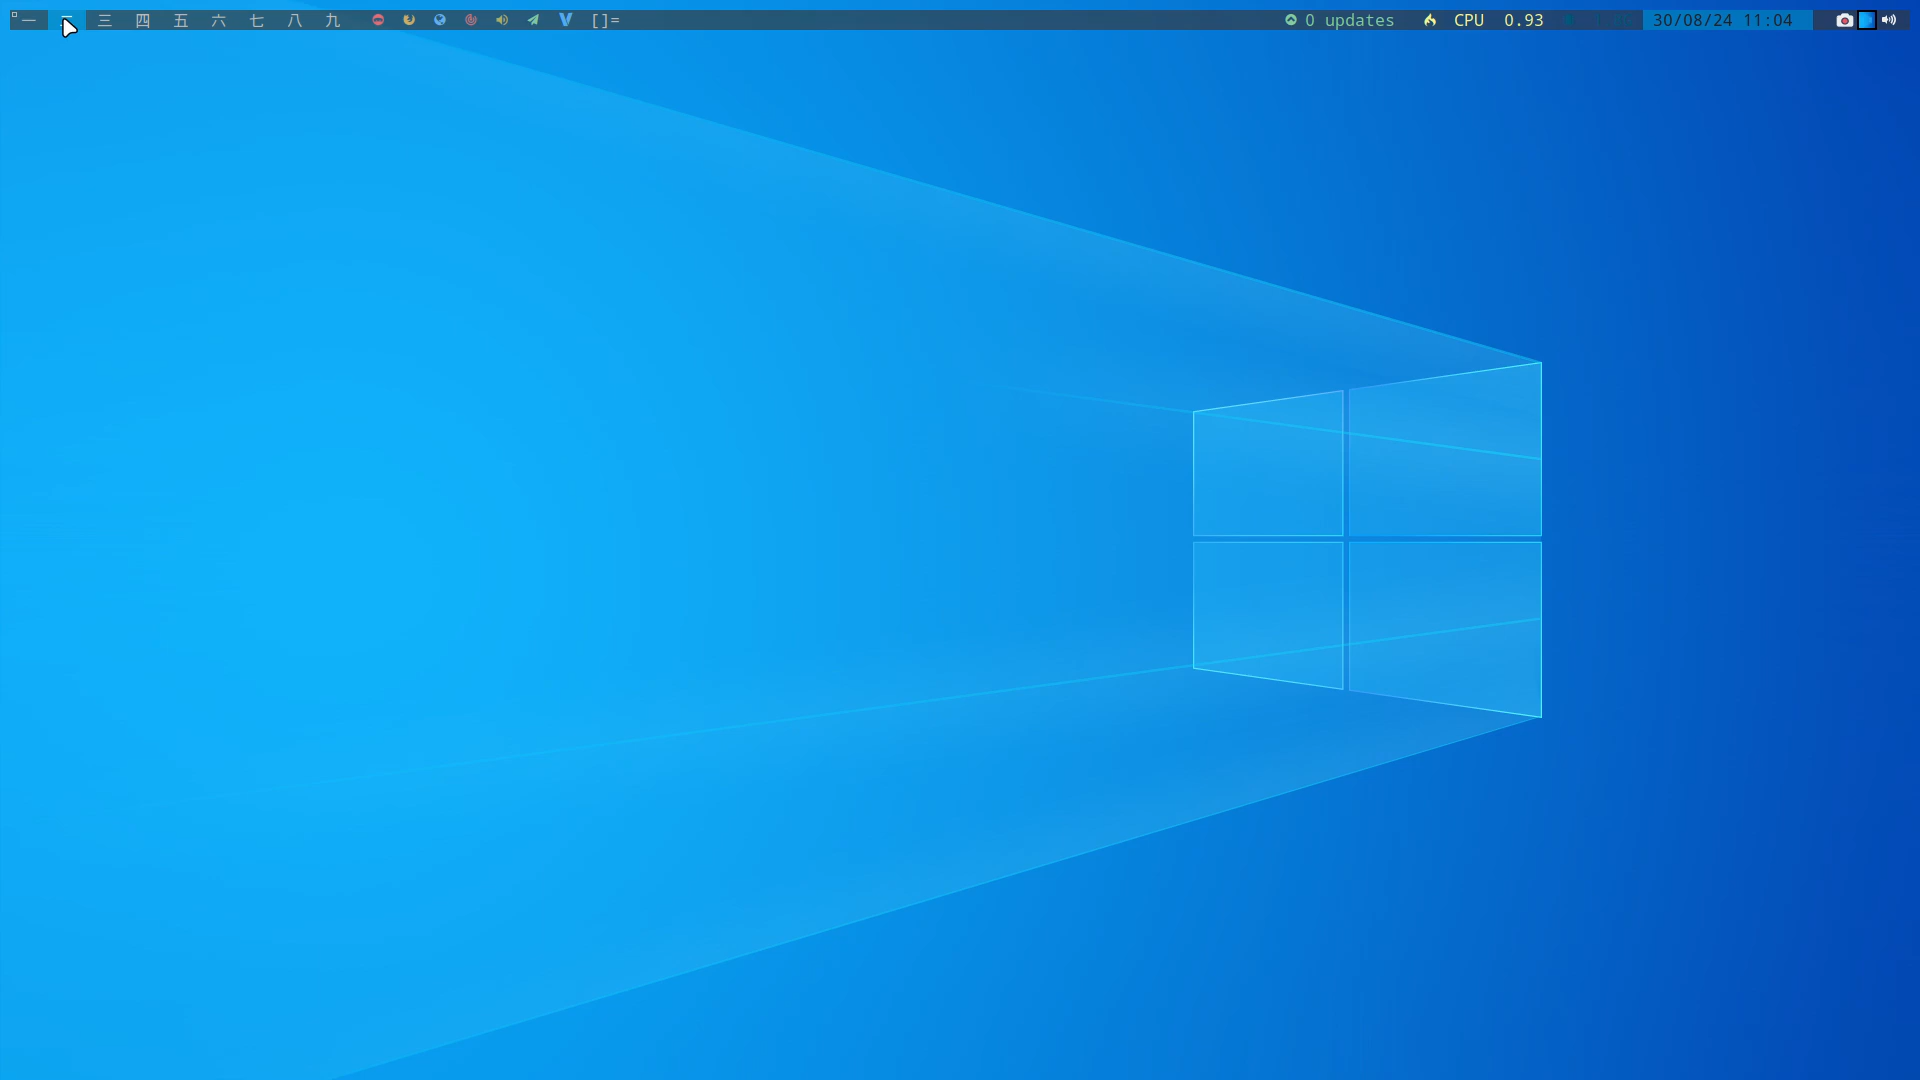 一 二 三 四 五 六 七 八 九 []= 0 updates CPU 0.93 30/08/24 11:04